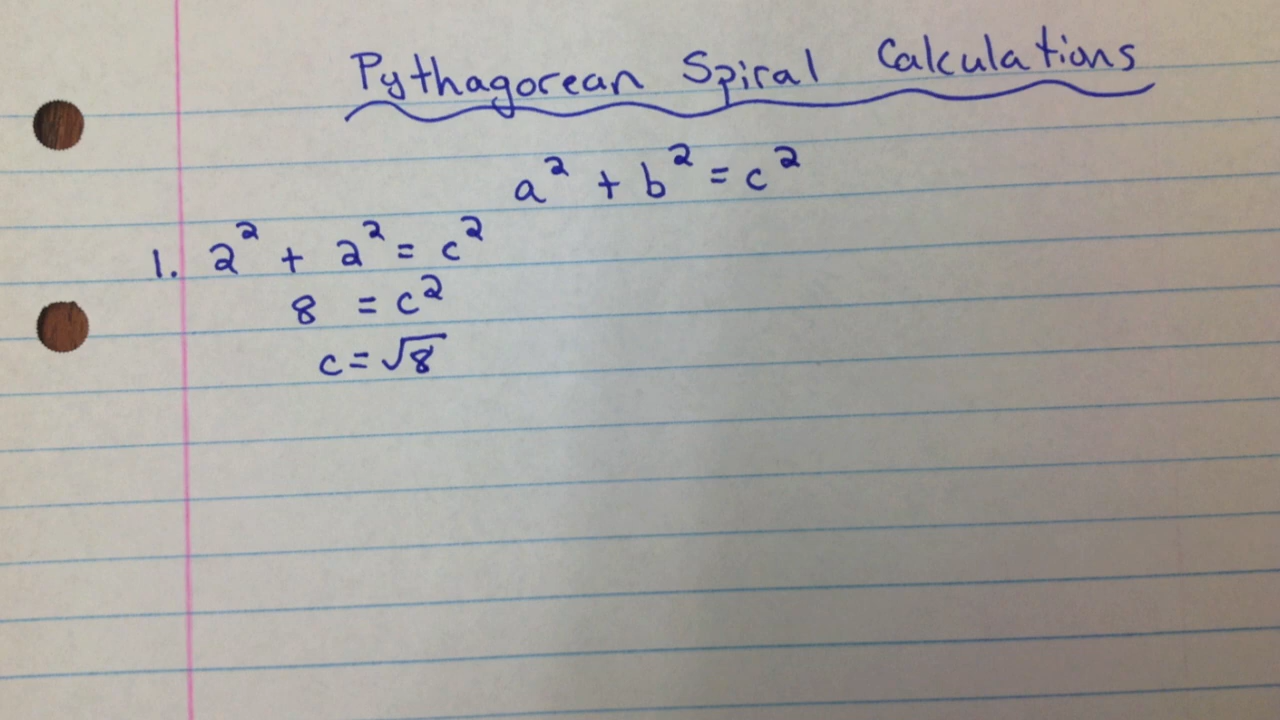 Pythagorean Spiral Calculations
a² + b² = c²
1. 2² + 2² = c²
8 = c²
c = √8